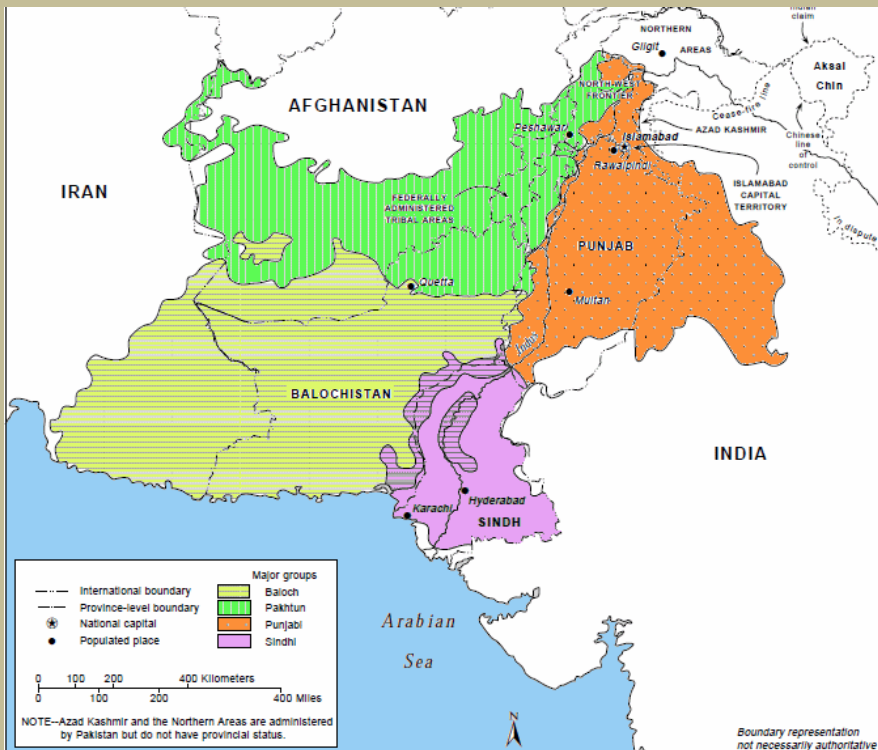 Indian
claim
NORTHERN
AREAS
Gilgit
Aksai
Chin
AFGHANISTAN
NORTH-WEST
FRONTIER
Cease-fire line
Peshawar
AZAD KASHMIR
Islamabad
Chinese
line of
control
Rawalpindi
IRAN
FEDERALLY
ADMINISTERED
TRIBAL AREAS
ISLAMABAD
CAPITAL
TERRITORY
In dispute
PUNJAB
Quetta
Multan
Indus
BALOCHISTAN
INDIA
Karachi
Hyderabad
SINDH
Arabian
Sea
Major groups
International boundary
Province-level boundary
National capital
Populated place
Baloch
Pakhtun
Punjabi
Sindhi
0 100 200 400 Kilometers
0 100 200 400 Miles
NOTE--Azad Kashmir and the Northern Areas are administered
by Pakistan but do not have provincial status.
N
Boundary representation
not necessarily authoritative